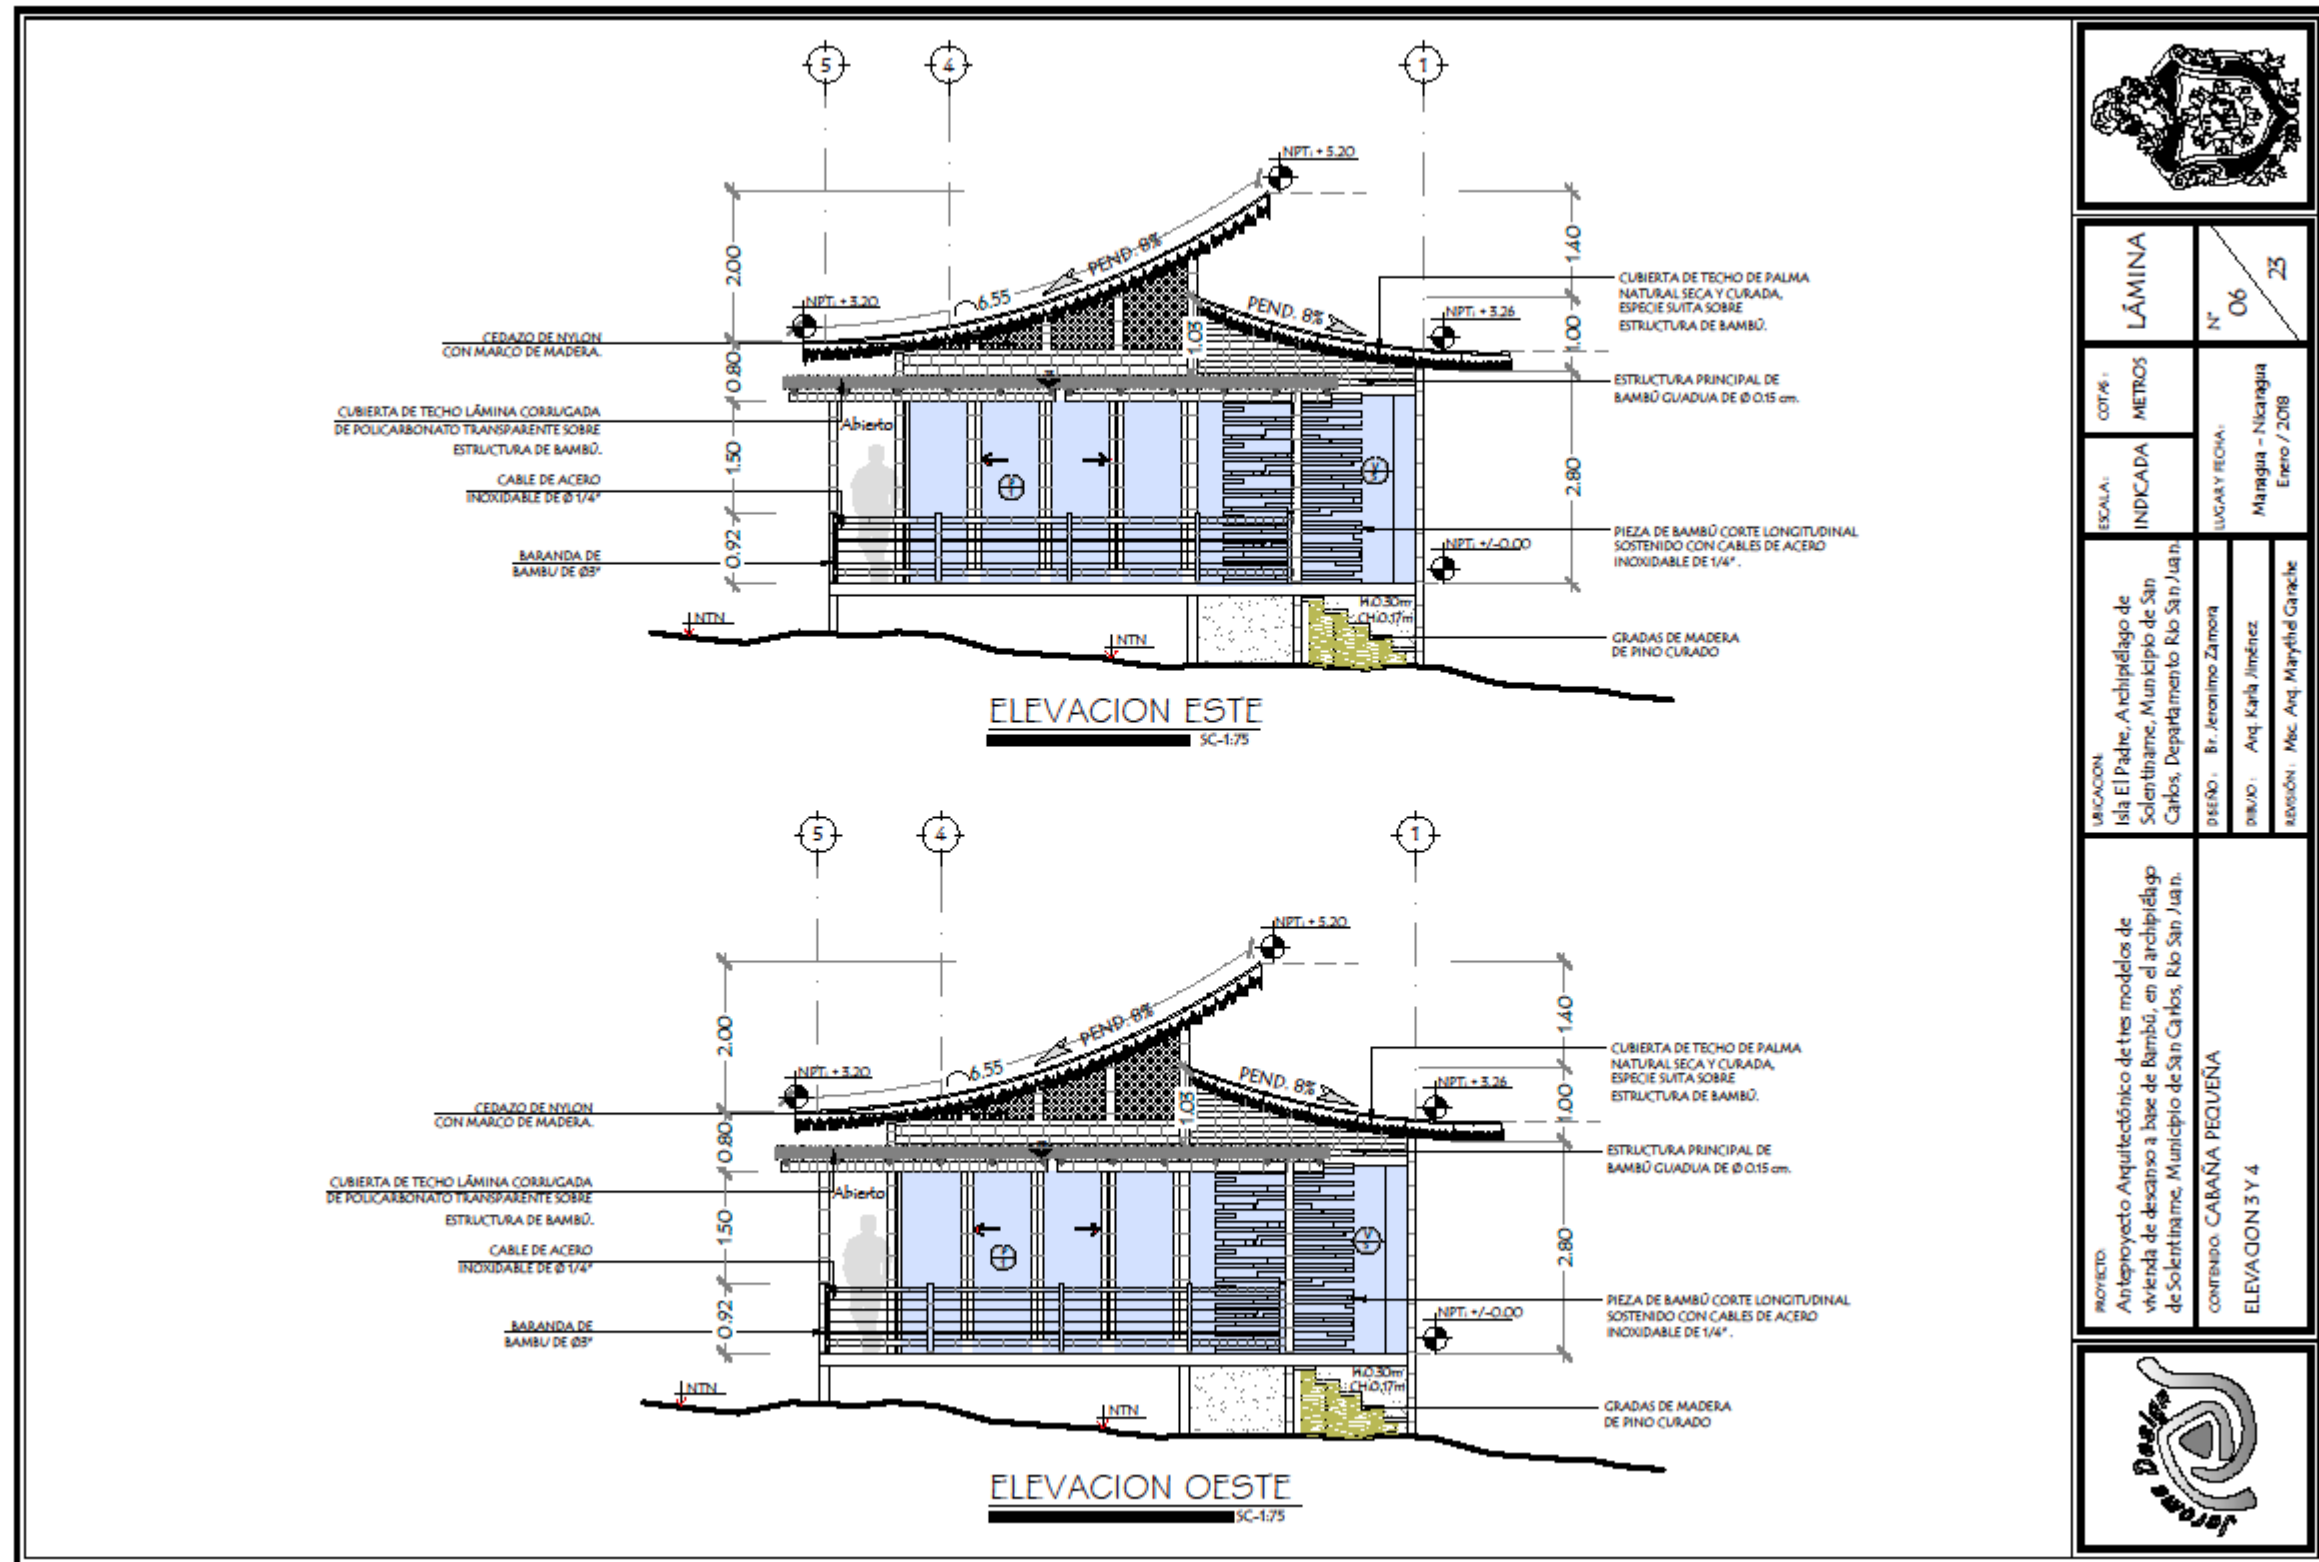 5
4
1
NPT: + 5.20
2.00
1.40
PEND. 8%
6.55
NPT: + 3.20
PEND. 8%
NPT: + 3.26
CUBIERTA DE TECHO DE PALMA
NATURAL SECA Y CURADA,
ESPECIE SUITA SOBRE
ESTRUCTURA DE BAMBÚ.
CEDAZO DE NYLON
CON MARCO DE MADERA.
1.03
1.00
0.80
ESTRUCTURA PRINCIPAL DE
BAMBÚ GUADUA DE Ø 0.15 cm.
CUBIERTA DE TECHO LÁMINA CORRUGADA
DE POLICARBONATO TRANSPARENTE SOBRE
ESTRUCTURA DE BAMBÚ.
Abierto
1.50
CABLE DE ACERO
INOXIDABLE DE Ø 1/4"
2.80
PIEZA DE BAMBÚ CORTE LONGITUDINAL
SOSTENIDO CON CABLES DE ACERO
INOXIDABLE DE 1/4" .
NPT: +/-0.00
0.92
BARANDA DE
BAMBU DE Ø3"
H:0.30m
CH:0.17m
NTN
NTN
GRADAS DE MADERA
DE PINO CURADO
ELEVACION ESTE
SC-1:75
5
4
1
NPT: + 5.20
2.00
1.40
PEND. 8%
6.55
NPT: + 3.20
PEND. 8%
NPT: + 3.26
CUBIERTA DE TECHO DE PALMA
NATURAL SECA Y CURADA,
ESPECIE SUITA SOBRE
ESTRUCTURA DE BAMBÚ.
CEDAZO DE NYLON
CON MARCO DE MADERA.
1.03
1.00
0.80
ESTRUCTURA PRINCIPAL DE
BAMBÚ GUADUA DE Ø 0.15 cm.
CUBIERTA DE TECHO LÁMINA CORRUGADA
DE POLICARBONATO TRANSPARENTE SOBRE
ESTRUCTURA DE BAMBÚ.
Abierto
1.50
CABLE DE ACERO
INOXIDABLE DE Ø 1/4"
2.80
PIEZA DE BAMBÚ CORTE LONGITUDINAL
SOSTENIDO CON CABLES DE ACERO
INOXIDABLE DE 1/4" .
NPT: +/-0.00
0.92
BARANDA DE
BAMBU DE Ø3"
H:0.30m
CH:0.17m
NTN
NTN
GRADAS DE MADERA
DE PINO CURADO
ELEVACION OESTE
SC-1:75
PROYECTO:
Anteproyecto Arquitectónico de tres modelos de
vivienda de descanso a base de Bambú, en el archipiélago
de Solentiname, Municipio de San Carlos, Río San Juan.
CONTENIDO: CABAÑA PEQUEÑA
ELEVACION 3 Y 4
UBICACION:
Isla El Padre, Archipiélago de
Solentiname, Municipio de San
Carlos, Departamento Río San Juan.
DISEÑO : Br. Jeronimo Zamora
DIBUJO : Arq. Karla Jiménez
REVISIÓN : Msc. Arq. Marythel Garache
ESCALA :
INDICADA
COTAS :
METROS
LUGAR Y FECHA :
Managua – Nicaragua
Enero / 2018
LÁMINA
N°
06
23
Jarcma Design